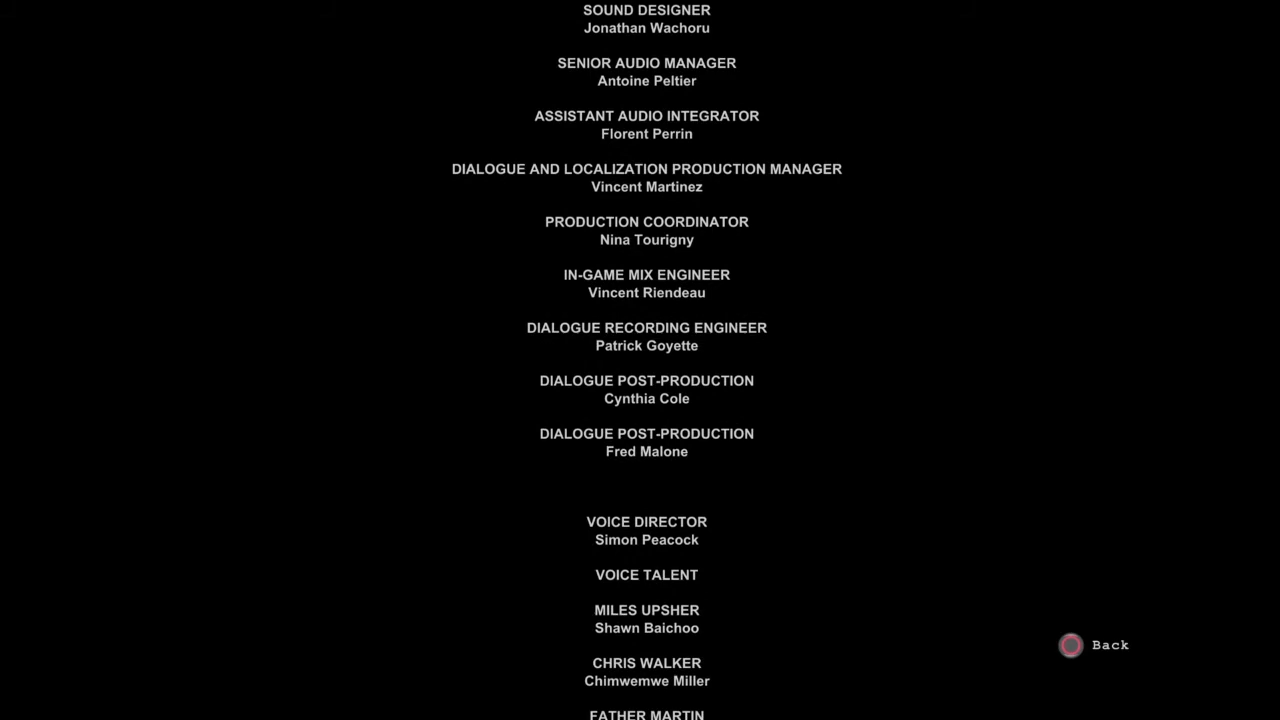 SOUND DESIGNER
Jonathan Wachoru
SENIOR AUDIO MANAGER
Antoine Peltier
ASSISTANT AUDIO INTEGRATOR
Florent Perrin
DIALOGUE AND LOCALIZATION PRODUCTION MANAGER
Vincent Martinez
PRODUCTION COORDINATOR
Nina Tourigny
IN-GAME MIX ENGINEER
Vincent Riendeau
DIALOGUE RECORDING ENGINEER
Patrick Goyette
DIALOGUE POST-PRODUCTION
Cynthia Cole
DIALOGUE POST-PRODUCTION
Fred Malone
VOICE DIRECTOR
Simon Peacock
VOICE TALENT
MILES UPSHER
Shawn Baichoo
Back
CHRIS WALKER
Chimwemwe Miller
FATHER MARTIN